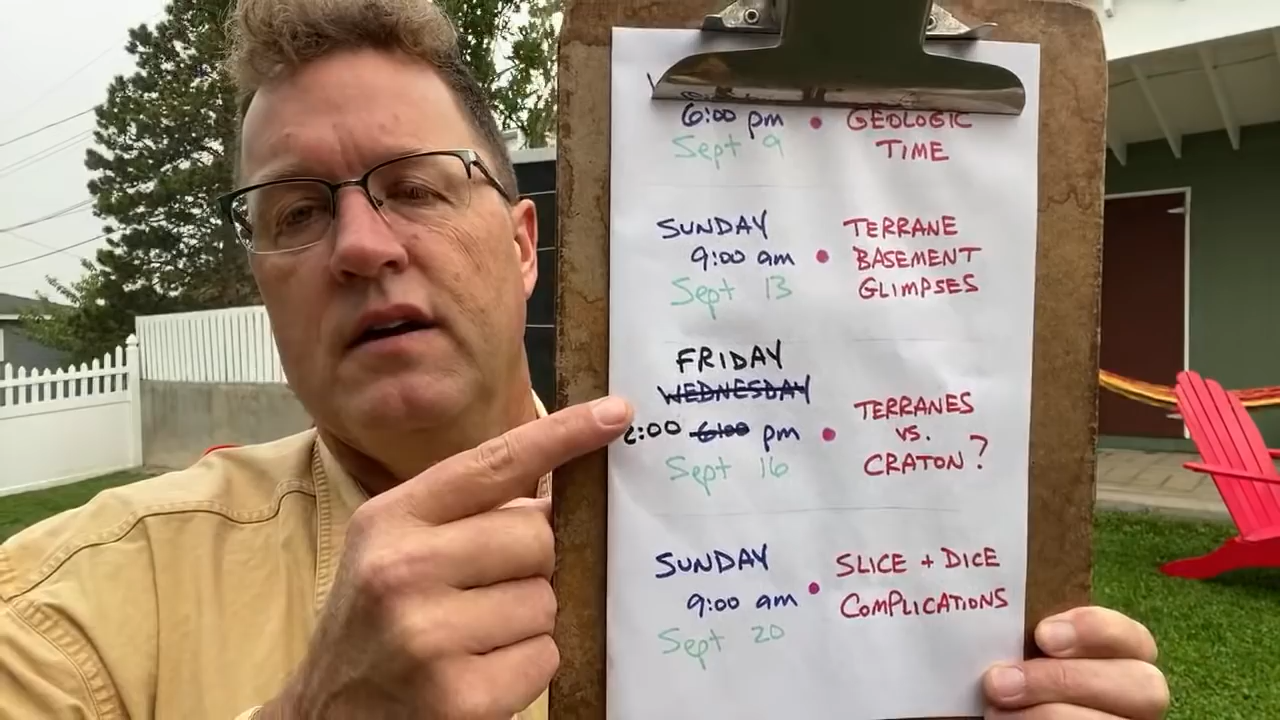 6:00 pm • GEOLOGIC
Sept 9 TIME
SUNDAY TERRANE
9:00 am • BASEMENT
Sept 13 GLIMPSES
FRIDAY
WEDNESDAY TERRANES
2:00 6:00 pm • VS.
Sept 16 CRATON?
SUNDAY SLICE + DICE
9:00 am • COMPLICATIONS
Sept 20